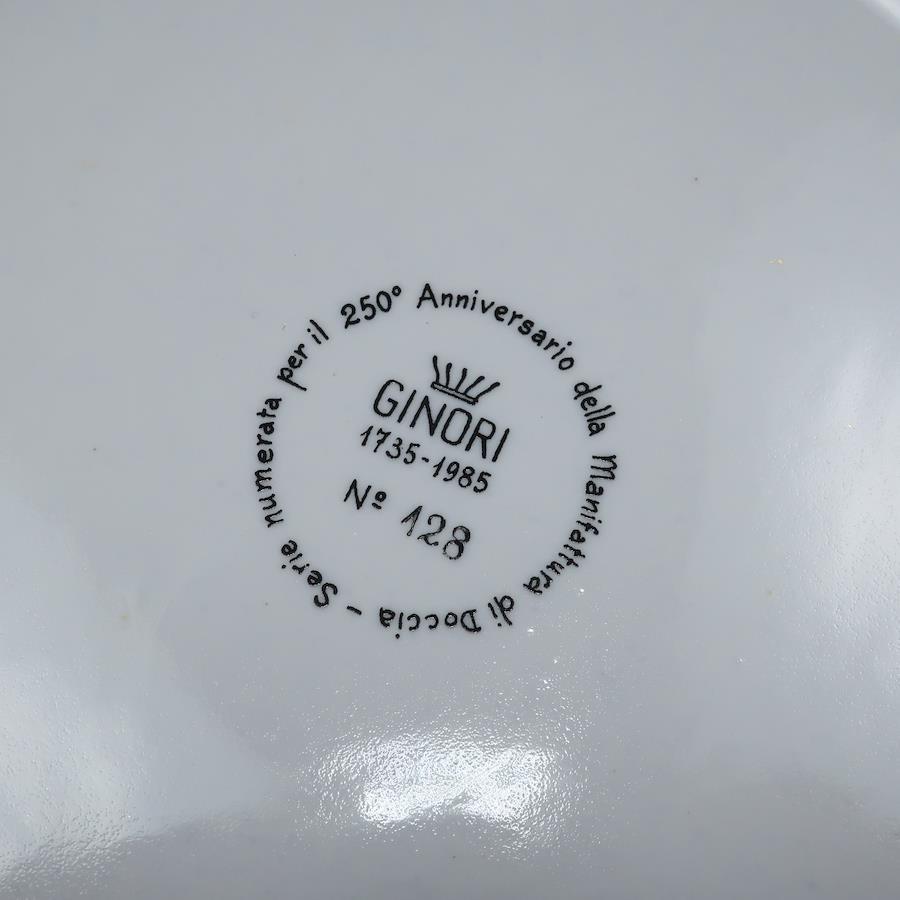 Serie numerata per il 250° Anniversario della Manifattura di Doccia -
GINORI
1735-1985
Nº 128